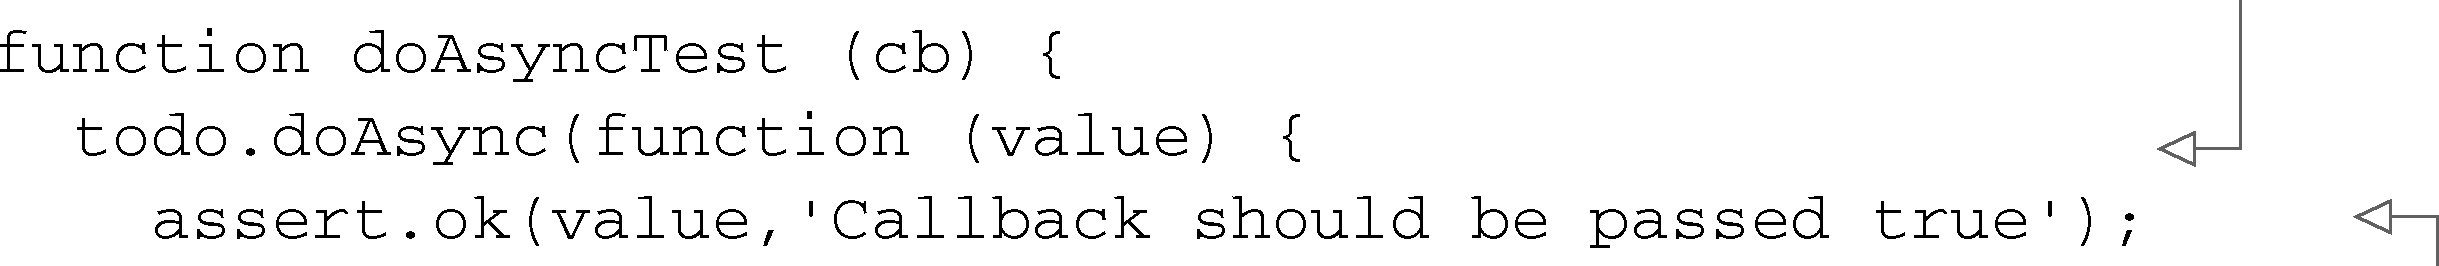 function doAsyncTest (cb) {
  todo.doAsync(function (value) {
    assert.ok(value,'Callback should be passed true');